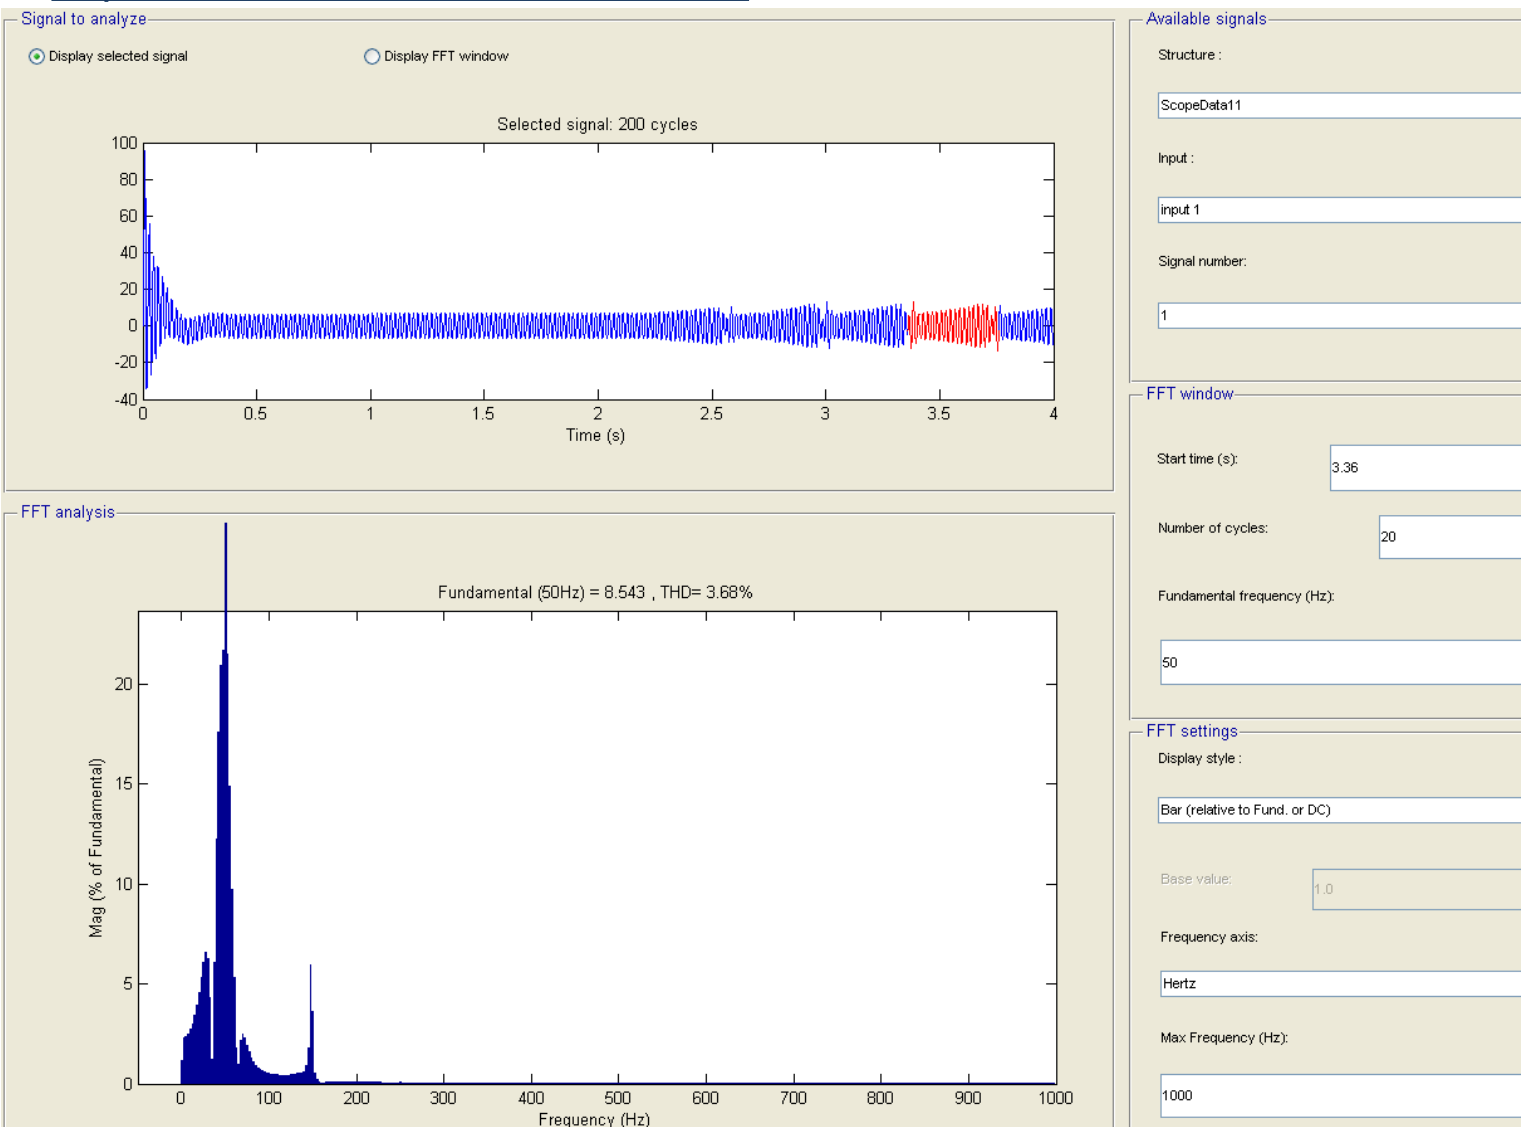 Signal to analyze
Display selected signal
Display FFT window
Selected signal: 200 cycles
100
80
60
40
20
0
-20
-40
0
0.5
1
1.5
2
2.5
3
3.5
4
Time (s)
FFT analysis
Fundamental (50Hz) = 8.543 , THD= 3.68%
20
15
10
5
0
Mag (% of Fundamental)
0
100
200
300
400
500
600
700
800
900
1000
Frequency (Hz)
Available signals
Structure :
ScopeData11
Input :
input 1
Signal number:
1
FFT window
Start time (s):
3.36
Number of cycles:
20
Fundamental frequency (Hz):
50
FFT settings
Display style :
Bar (relative to Fund. or DC)
Base value:
1.0
Frequency axis:
Hertz
Max Frequency (Hz):
1000